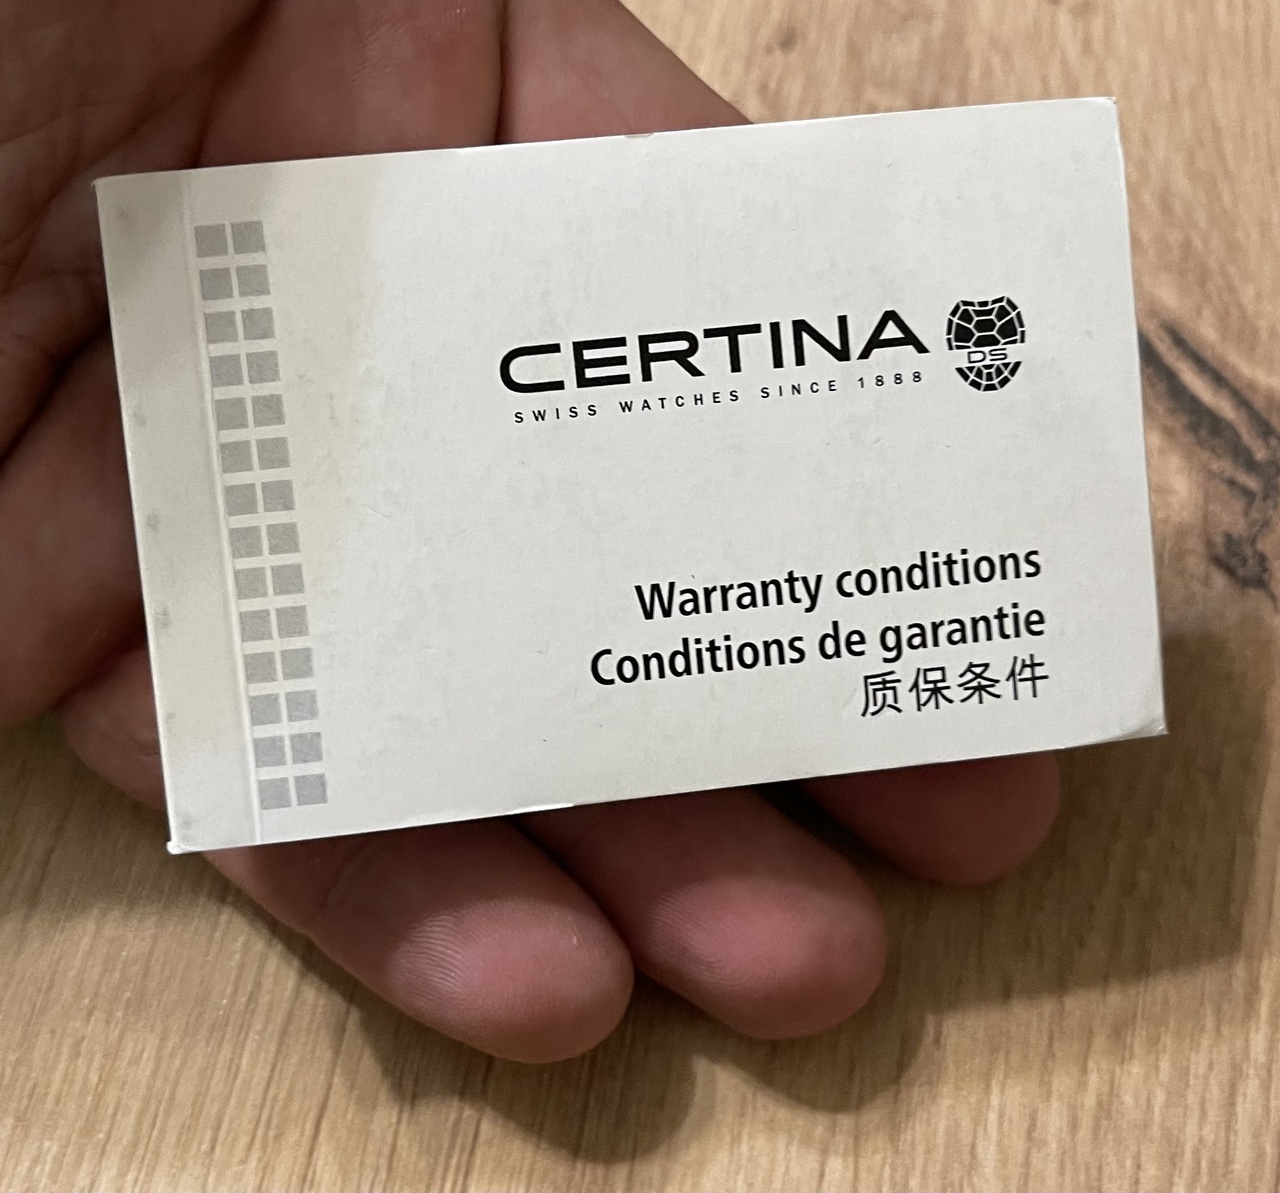 CERTINA
DS
SWISS WATCHES SINCE 1888
Warranty conditions
Conditions de garantie
质保条件